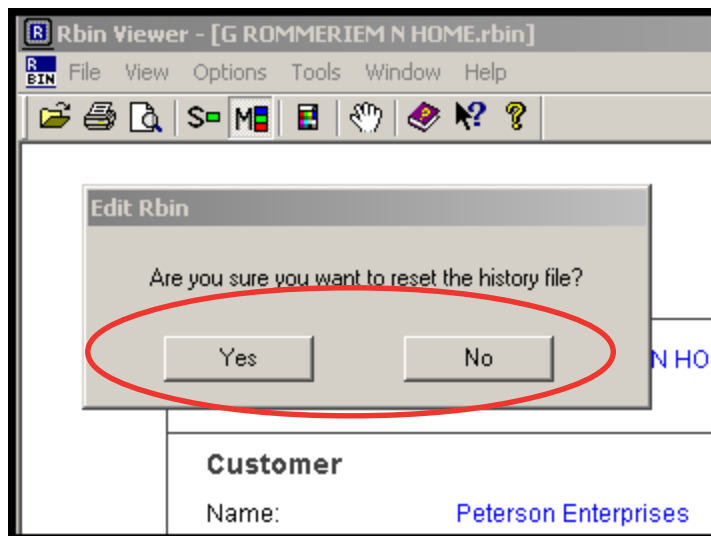 R Rbin Viewer - [G ROMMERIEM N HOME.rbin]
R BIN File View Options Tools Window Help
S M ? ?
Edit Rbin
Are you sure you want to reset the history file?
Yes No
N HO
Customer
Name: Peterson Enterprises